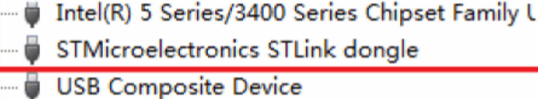 Intel(R) 5 Series/3400 Series Chipset Family U
STMicroelectronics STLink dongle
USB Composite Device